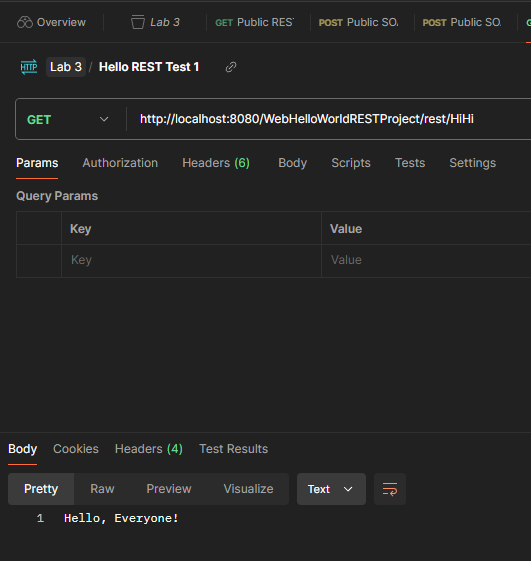 Overview Lab 3 GET Public RES POST Public SO. POST Public SO. G
HTTP Lab 3 / Hello REST Test 1
GET http://localhost:8080/WebHelloWorldRESTProject/rest/HiHi
Params Authorization Headers (6) Body Scripts Tests Settings
Query Params
Key Value
Key Value
Body Cookies Headers (4) Test Results
Pretty Raw Preview Visualize Text
1 Hello, Everyone!